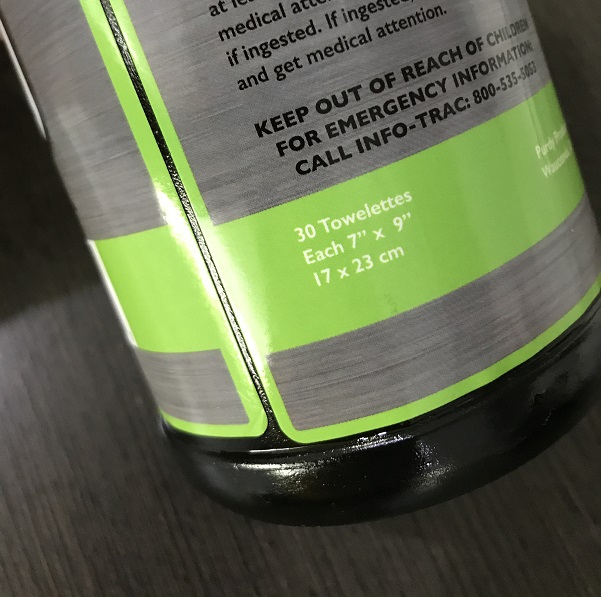 at
medical
if ingested. If ingested,
and get medical attention.
KEEP OUT OF REACH OF CHILDREN
FOR EMERGENCY INFORMATION:
CALL INFO-TRAC: 800-535-5053
30 Towelettes
Each 7” x 9”
17 x 23 cm